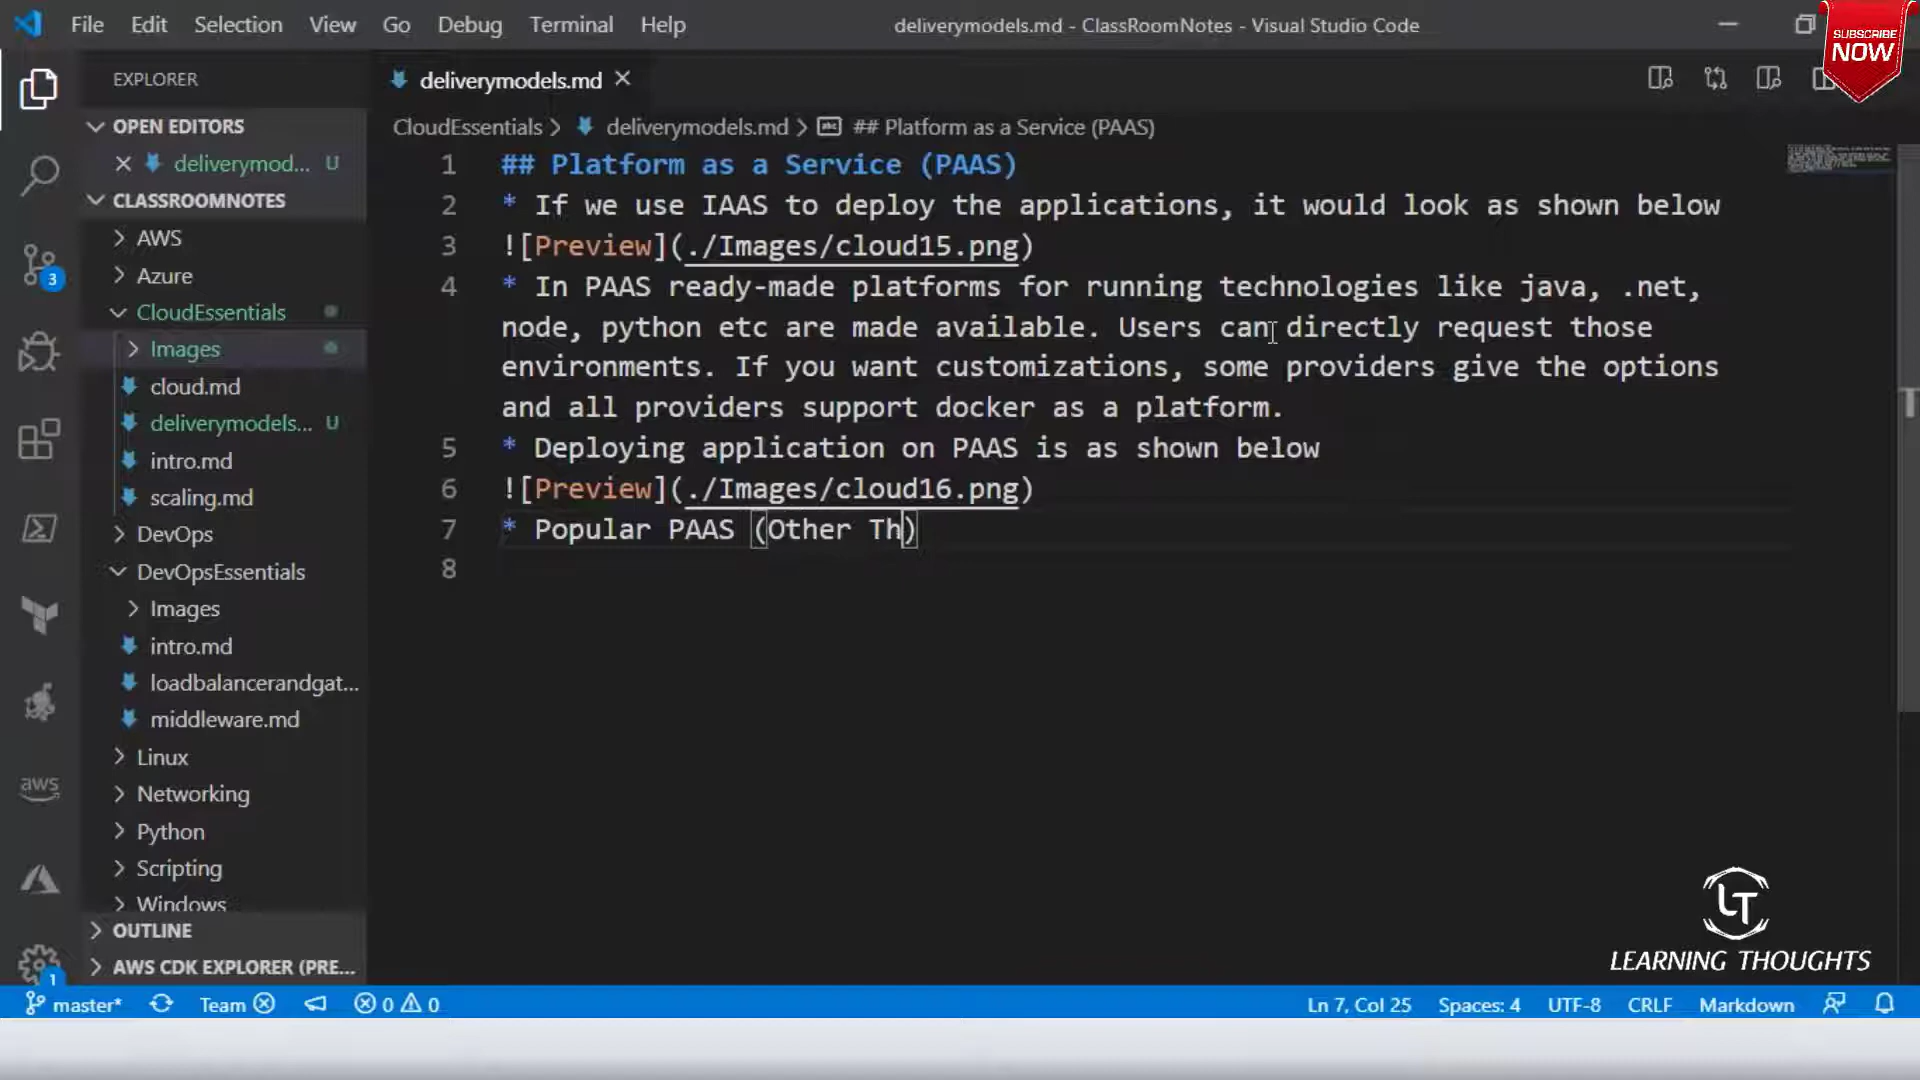 File Edit Selection View Go Debug Terminal Help deliverymodels.md - ClassRoomNotes - Visual Studio Code
SUBSCRIBE
NOW
EXPLORER
deliverymodels.md
OPEN EDITORS
deliverymod... U
CLASSROOMNOTES
AWS
Azure
CloudEssentials
Images
cloud.md
deliverymodels... U
intro.md
scaling.md
DevOps
DevOpsEssentials
Images
intro.md
loadbalancerandgat...
middleware.md
Linux
Networking
Python
Scripting
Windows
OUTLINE
AWS CDK EXPLORER (PRE...
3
aws
1
CloudEssentials > deliverymodels.md > abc ## Platform as a Service (PAAS)
1 ## Platform as a Service (PAAS)
2 * If we use IAAS to deploy the applications, it would look as shown below
3 ![Preview](./Images/cloud15.png)
4 * In PAAS ready-made platforms for running technologies like java, .net,
node, python etc are made available. Users can directly request those
environments. If you want customizations, some providers give the options
and all providers support docker as a platform.
5 * Deploying application on PAAS is as shown below
6 ![Preview](./Images/cloud16.png)
7 * Popular PAAS (Other Th)
8
LT
LEARNING THOUGHTS
master* Team 0 0 Ln 7, Col 25 Spaces: 4 UTF-8 CRLF Markdown